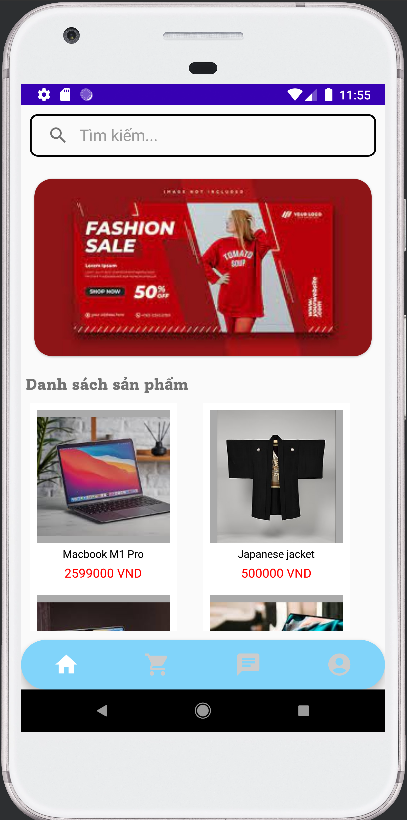 11:55
Tìm kiếm...
IMAGE NOT INCLUDED
FASHION
SALE
YOUR LOGO
Lorem Ipsum
TOMATO
SOUP
SHOP NOW
50%
OFF
Danh sách sản phẩm
Macbook M1 Pro
2599000 VND
Japanese jacket
500000 VND